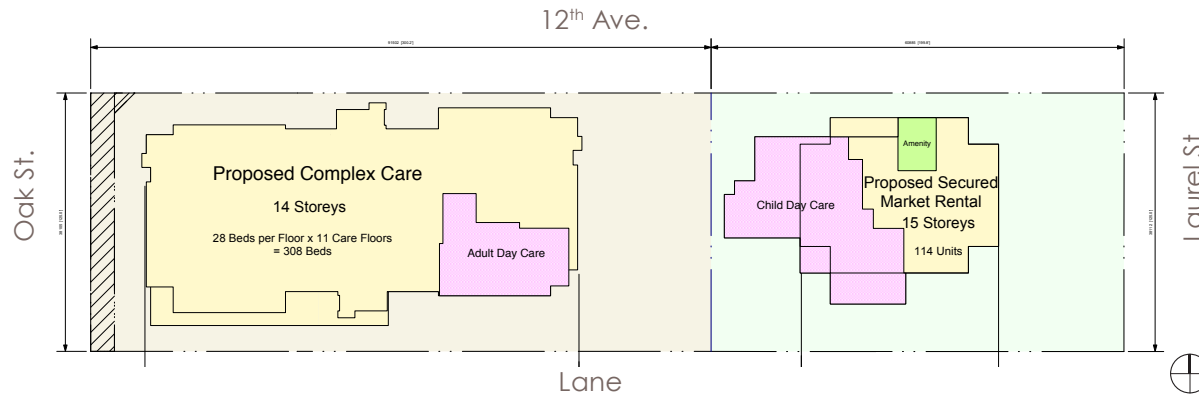 12th Ave.
Oak St.
Proposed Complex Care
14 Storeys
28 Beds per Floor x 11 Care Floors
= 308 Beds
Adult Day Care
Child Day Care
Amenity
Proposed Secured
Market Rental
15 Storeys
114 Units
Laurel St
Lane